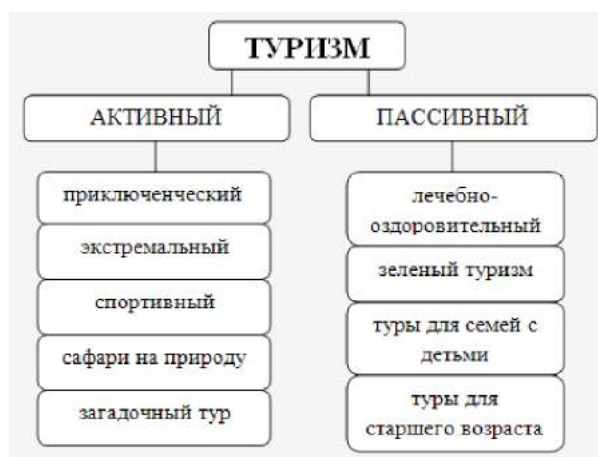 ТУРИЗМ
АКТИВНЫЙ
ПАССИВНЫЙ
приключенческий
экстремальный
спортивный
сафари на природу
загадочный тур
лечебно-
оздоровительный
зеленый туризм
туры для семей с
детьми
туры для
старшего возраста